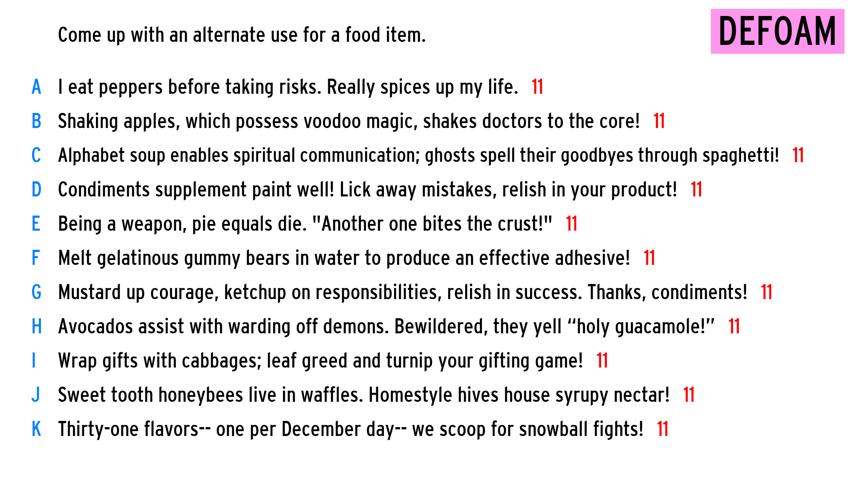 Come up with an alternate use for a food item.
DEFOAM
A I eat peppers before taking risks. Really spices up my life. 11
B Shaking apples, which possess voodoo magic, shakes doctors to the core! 11
C Alphabet soup enables spiritual communication; ghosts spell their goodbyes through spaghetti! 11
D Condiments supplement paint well! Lick away mistakes, relish in your product! 11
E Being a weapon, pie equals die. "Another one bites the crust!" 11
F Melt gelatinous gummy bears in water to produce an effective adhesive! 11
G Mustard up courage, ketchup on responsibilities, relish in success. Thanks, condiments! 11
H Avocados assist with warding off demons. Bewildered, they yell “holy guacamole!” 11
I Wrap gifts with cabbages; leaf greed and turnip your gifting game! 11
J Sweet tooth honeybees live in waffles. Homestyle hives house syrupy nectar! 11
K Thirty-one flavors-- one per December day-- we scoop for snowball fights! 11